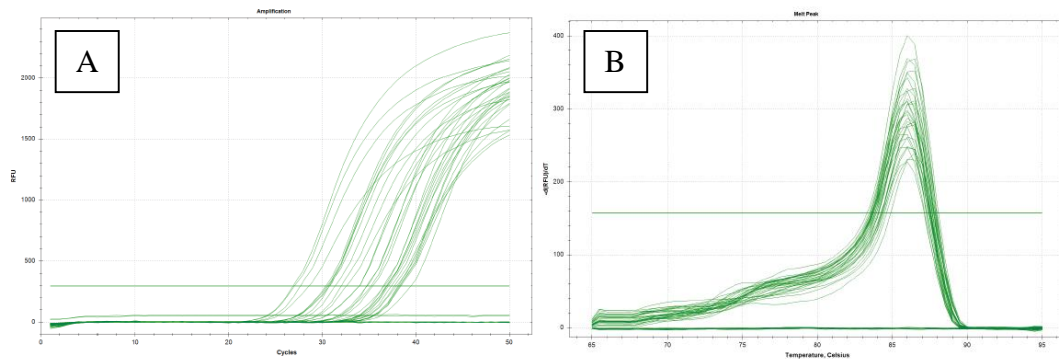 Amplification
A
2000
1500
1000
500
0
RFU
0 10 20 30 40 50
Cycles
Melt Peak
B
400
300
200
100
0
-d(RFU)/dT
65 70 75 80 85 90 95
Temperature, Celsius